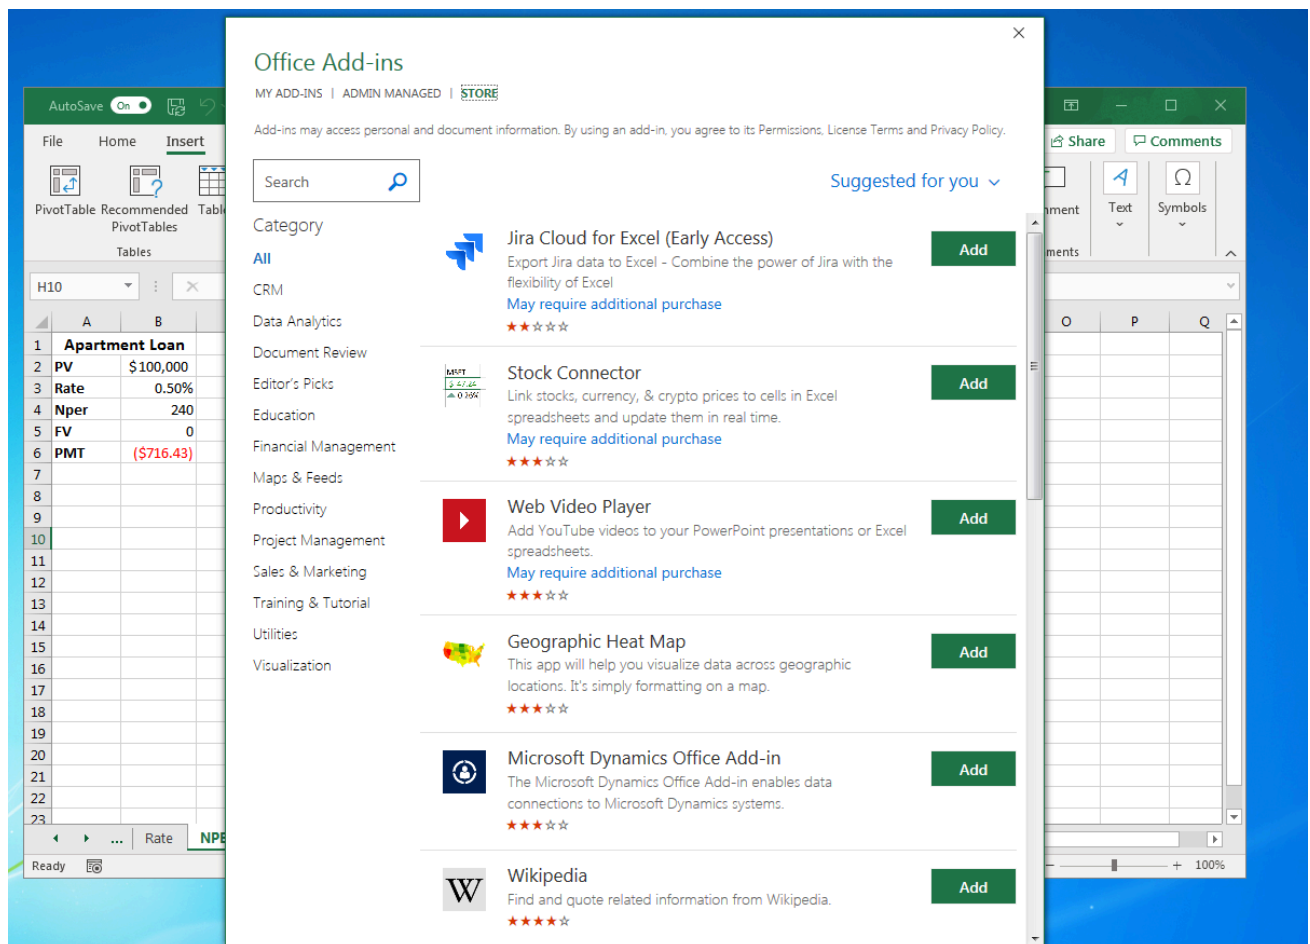 Office Add-ins
MY ADD-INS | ADMIN MANAGED | STORE
Add-ins may access personal and document information. By using an add-in, you agree to its Permissions, License Terms and Privacy Policy.
Search
Suggested for you
Category
All
CRM
Data Analytics
Document Review
Editor's Picks
Education
Financial Management
Maps & Feeds
Productivity
Project Management
Sales & Marketing
Training & Tutorial
Utilities
Visualization
Jira Cloud for Excel (Early Access)
Export Jira data to Excel - Combine the power of Jira with the
flexibility of Excel
May require additional purchase
Add
Stock Connector
Link stocks, currency, & crypto prices to cells in Excel
spreadsheets and update them in real time.
May require additional purchase
Add
Web Video Player
Add YouTube videos to your PowerPoint presentations or Excel
spreadsheets.
May require additional purchase
Add
Geographic Heat Map
This app will help you visualize data across geographic
locations. It's simply formatting on a map.
Add
Microsoft Dynamics Office Add-in
The Microsoft Dynamics Office Add-in enables data
connections to Microsoft Dynamics systems.
Add
W
Wikipedia
Find and quote related information from Wikipedia.
Add
AutoSave On
File Home Insert
Share Comments
PivotTable Recommended
PivotTables
Tables
Text
Symbols
H10
A B O P Q
1 Apartment Loan
2 PV $100,000
3 Rate 0.50%
4 Nper 240
5 FV 0
6 PMT ($716.43)
7
8
9
10
11
12
13
14
15
16
17
18
19
20
21
22
23
... Rate
Ready
100%